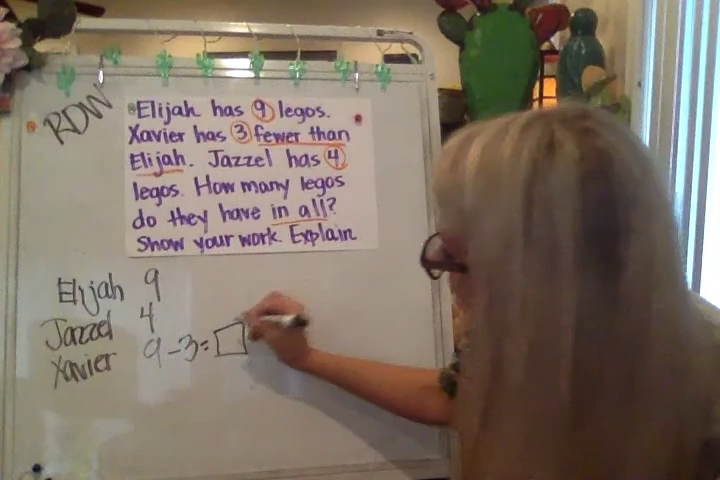 RDW
Elijah has 9 legos.
Xavier has 3 fewer than
Elijah. Jazzel has 4
legos. How many legos
do they have in all?
Show your work. Explain
Elijah 9
Jazzel 4
Xavier 9-3=